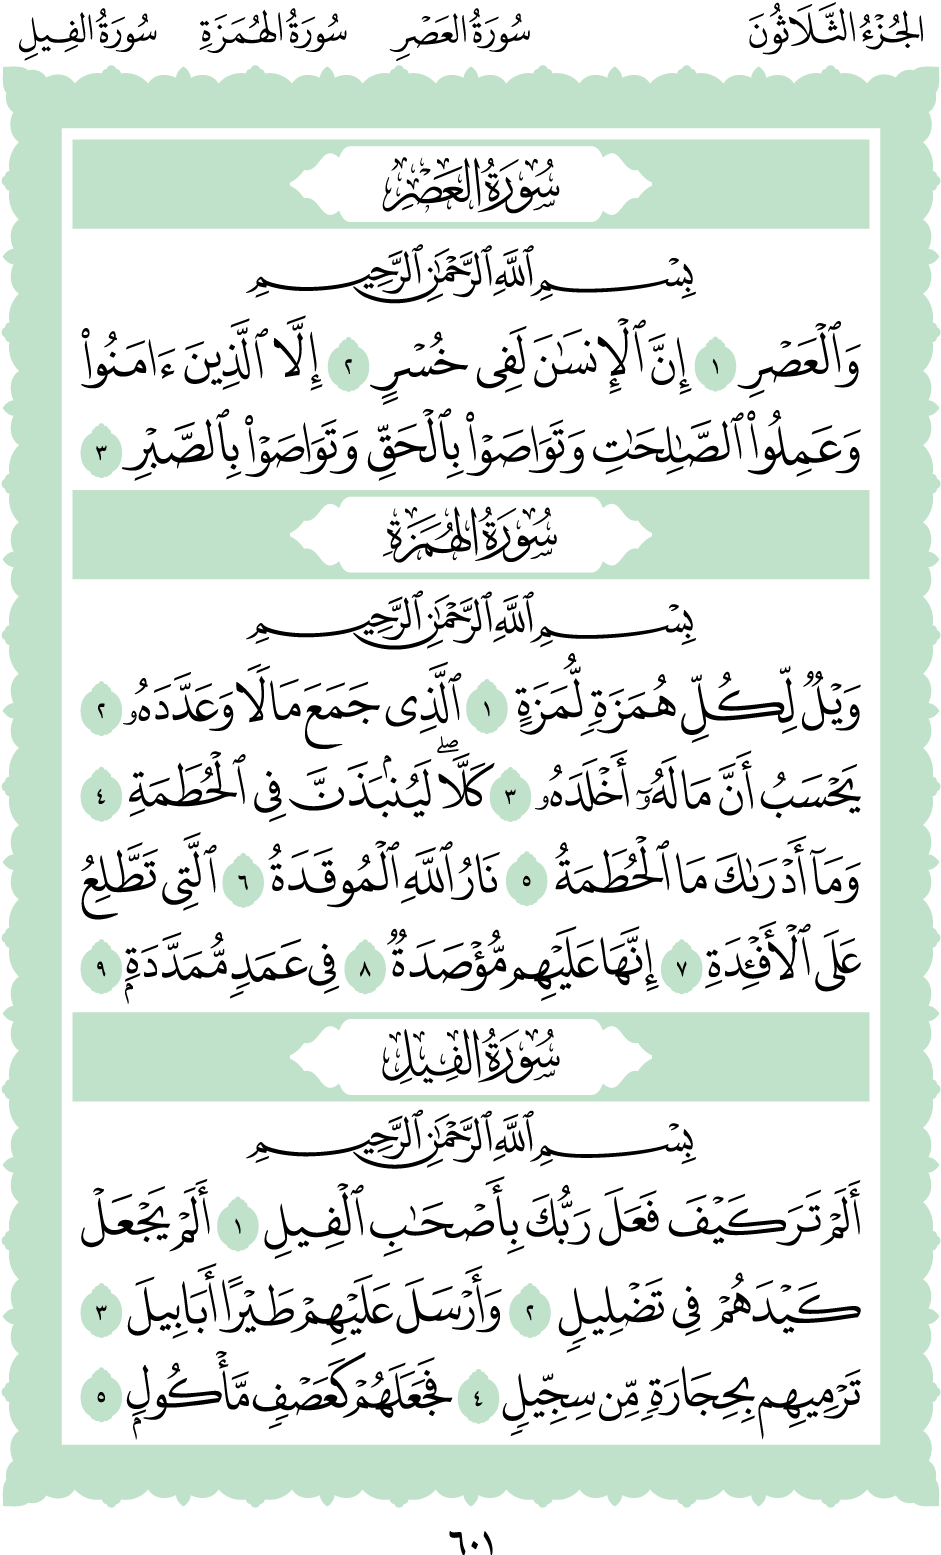 الجُزْءُ الثَّلَاثُونَ سُورَةُ العَصْرِ سُورَةُ الهُمَزَةِ سُورَةُ الفِيلِ
سُورَةُ العَصْرِ
بِسْمِ ٱللَّهِ ٱلرَّحْمَٰنِ ٱلرَّحِيمِ
وَٱلْعَصْرِ ١ إِنَّ ٱلْإِنسَٰنَ لَفِى خُسْرٍ ٢ إِلَّا ٱلَّذِينَ ءَامَنُوا۟
وَعَمِلُوا۟ ٱلصَّٰلِحَٰتِ وَتَوَاصَوْا۟ بِٱلْحَقِّ وَتَوَاصَوْا۟ بِٱلصَّبْرِ ٣
سُورَةُ الهُمَزَةِ
بِسْمِ ٱللَّهِ ٱلرَّحْمَٰنِ ٱلرَّحِيمِ
وَيْلٌ لِّكُلِّ هُمَزَةٍ لُّمَزَةٍ ١ ٱلَّذِى جَمَعَ مَالًا وَعَدَّدَهُۥ ٢
يَحْسَبُ أَنَّ مَالَهُۥٓ أَخْلَدَهُۥ ٣ كَلَّا ۖ لَيُنۢبَذَنَّ فِى ٱلْحُطَمَةِ ٤
وَمَآ أَدْرَىٰكَ مَا ٱلْحُطَمَةُ ٥ نَارُ ٱللَّهِ ٱلْمُوقَدَةُ ٦ ٱلَّتِى تَطَّلِعُ
عَلَى ٱلْأَفْـِٔدَةِ ٧ إِنَّهَا عَلَيْهِم مُّؤْصَدَةٌ ٨ فِى عَمَدٍ مُّمَدَّدَةٍۭ ٩
سُورَةُ الفِيلِ
بِسْمِ ٱللَّهِ ٱلرَّحْمَٰنِ ٱلرَّحِيمِ
أَلَمْ تَرَ كَيْفَ فَعَلَ رَبُّكَ بِأَصْحَٰبِ ٱلْفِيلِ ١ أَلَمْ يَجْعَلْ
كَيْدَهُمْ فِى تَضْلِيلٍ ٢ وَأَرْسَلَ عَلَيْهِمْ طَيْرًا أَبَابِيلَ ٣
تَرْمِيهِم بِحِجَارَةٍ مِّن سِجِّيلٍ ٤ فَجَعَلَهُمْ كَعَصْفٍ مَّأْكُولٍۭ ٥
٦٠١